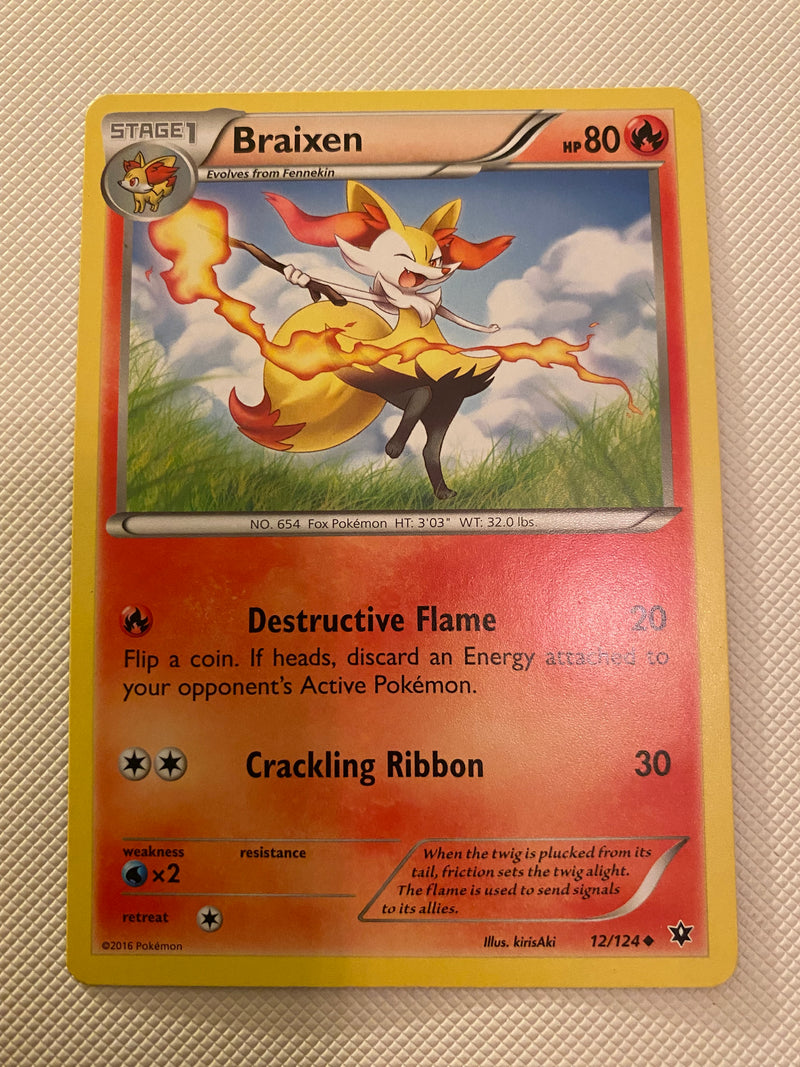 STAGE1 Braixen HP80
Evolves from Fennekin
NO. 654 Fox Pokémon HT: 3'03" WT: 32.0 lbs.
Destructive Flame 20
Flip a coin. If heads, discard an Energy attached to
your opponent's Active Pokémon.
Crackling Ribbon 30
weakness resistance
×2
retreat
When the twig is plucked from its
tail, friction sets the twig alight.
The flame is used to send signals
to its allies.
©2016 Pokémon Illus. kirisAki 12/124